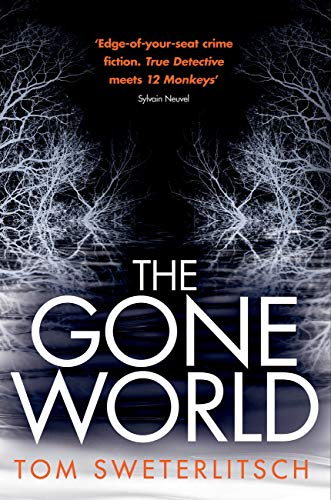 ‘Edge-of-your-seat crime
fiction. True Detective
meets 12 Monkeys’
Sylvain Neuvel
THE
GONE
WORLD
TOM SWETERLITSCH